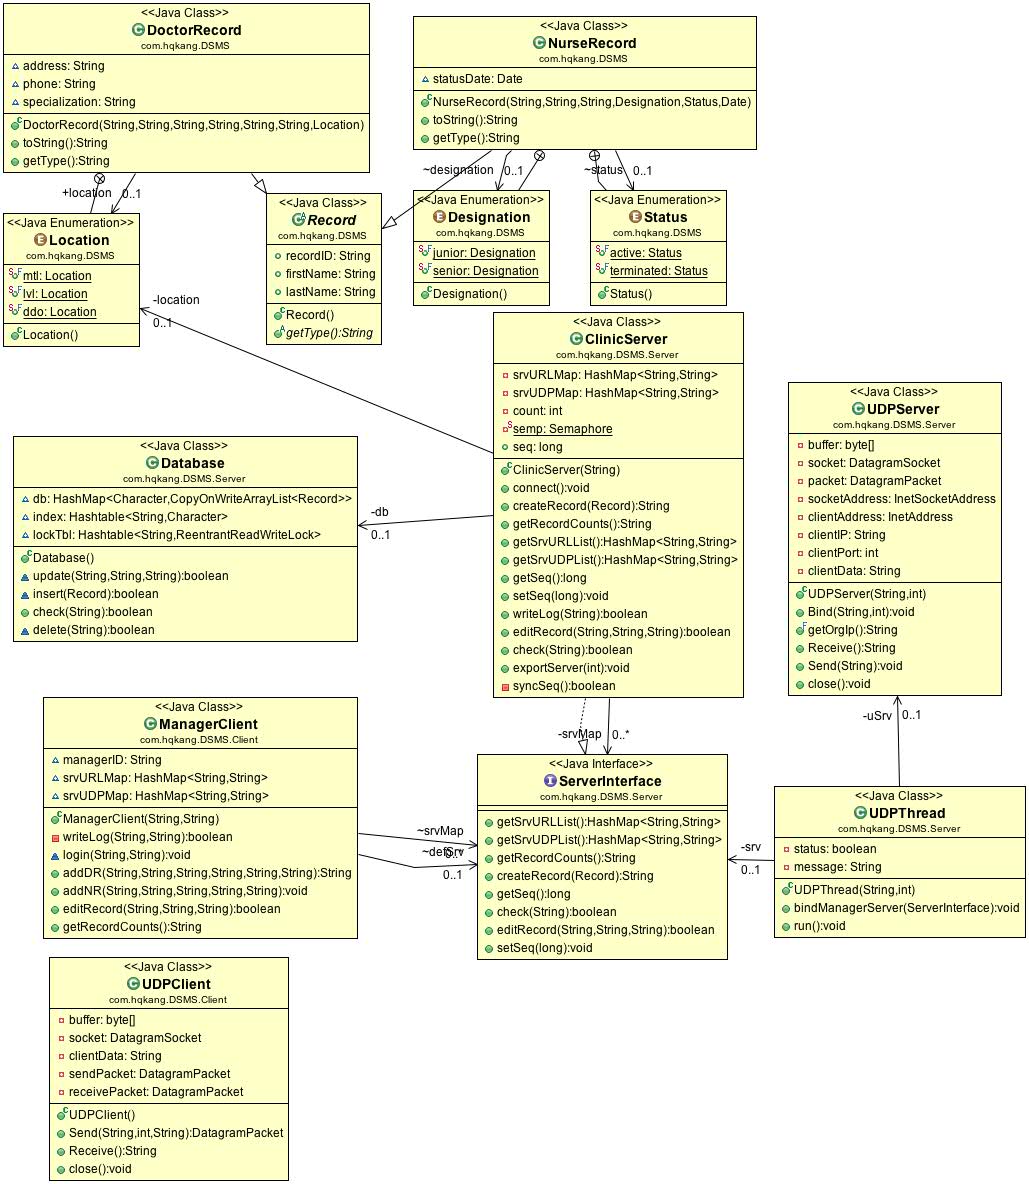 <<Java Class>>
DoctorRecord
com.hqkang.DSMS
address: String
phone: String
specialization: String
DoctorRecord(String,String,String,String,String,String,Location)
toString():String
getType():String
<<Java Class>>
NurseRecord
com.hqkang.DSMS
statusDate: Date
NurseRecord(String,String,String,Designation,Status,Date)
toString():String
getType():String
+location
0..1
~designation
0..1
~status
0..1
<<Java Enumeration>>
Location
com.hqkang.DSMS
mtl: Location
lvl: Location
ddo: Location
Location()
<<Java Class>>
Record
com.hqkang.DSMS
recordID: String
firstName: String
lastName: String
Record()
getType():String
<<Java Enumeration>>
Designation
com.hqkang.DSMS
junior: Designation
senior: Designation
Designation()
<<Java Enumeration>>
Status
com.hqkang.DSMS
active: Status
terminated: Status
Status()
-location
0..1
<<Java Class>>
ClinicServer
com.hqkang.DSMS.Server
srvURLMap: HashMap<String,String>
srvUDPMap: HashMap<String,String>
count: int
semp: Semaphore
seq: long
ClinicServer(String)
connect():void
createRecord(Record):String
getRecordCounts():String
getSrvURLList():HashMap<String,String>
getSrvUDPList():HashMap<String,String>
getSeq():long
setSeq(long):void
writeLog(String):boolean
editRecord(String,String,String):boolean
check(String):boolean
exportServer(int):void
syncSeq():boolean
<<Java Class>>
UDPServer
com.hqkang.DSMS.Server
buffer: byte[]
socket: DatagramSocket
packet: DatagramPacket
socketAddress: InetSocketAddress
clientAddress: InetAddress
clientIP: String
clientPort: int
clientData: String
UDPServer(String,int)
Bind(String,int):void
getOrgIp():String
Receive():String
Send(String):void
close():void
<<Java Class>>
Database
com.hqkang.DSMS.Server
db: HashMap<Character,CopyOnWriteArrayList<Record>>
index: Hashtable<String,Character>
lockTbl: Hashtable<String,ReentrantReadWriteLock>
Database()
update(String,String,String):boolean
insert(Record):boolean
check(String):boolean
delete(String):boolean
-db
0..1
<<Java Class>>
ManagerClient
com.hqkang.DSMS.Client
managerID: String
srvURLMap: HashMap<String,String>
srvUDPMap: HashMap<String,String>
ManagerClient(String,String)
writeLog(String,String):boolean
login(String,String):void
addDR(String,String,String,String,String,String):String
addNR(String,String,String,String,String):void
editRecord(String,String,String):boolean
getRecordCounts():String
-srvMap
0..*
~srvMap
0..1
<<Java Interface>>
ServerInterface
com.hqkang.DSMS.Server
getSrvURLList():HashMap<String,String>
getSrvUDPList():HashMap<String,String>
getRecordCounts():String
createRecord(Record):String
getSeq():long
check(String):boolean
editRecord(String,String,String):boolean
setSeq(long):void
-uSrv
0..1
-srv
0..1
<<Java Class>>
UDPThread
com.hqkang.DSMS.Server
status: boolean
message: String
UDPThread(String,int)
bindManagerServer(ServerInterface):void
run():void
<<Java Class>>
UDPClient
com.hqkang.DSMS.Client
buffer: byte[]
socket: DatagramSocket
clientData: String
sendPacket: DatagramPacket
receivePacket: DatagramPacket
UDPClient()
Send(String,int,String):DatagramPacket
Receive():String
close():void